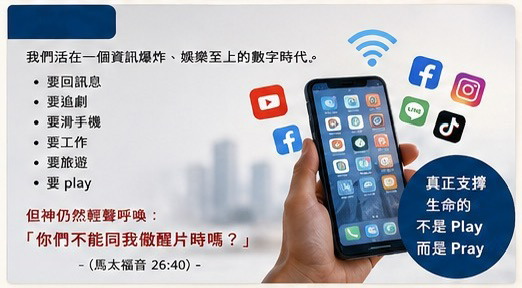 我們活在一個資訊爆炸、娛樂至上的數字時代。
• 要回訊息
• 要追劇
• 要滑手機
• 要工作
• 要旅遊
• 要 play
但神仍然輕聲呼喚：
「你們不能同我儆醒片時嗎？」
- (馬太福音 26:40) -
LINE
真正支撐
生命的
不是 Play
而是 Pray